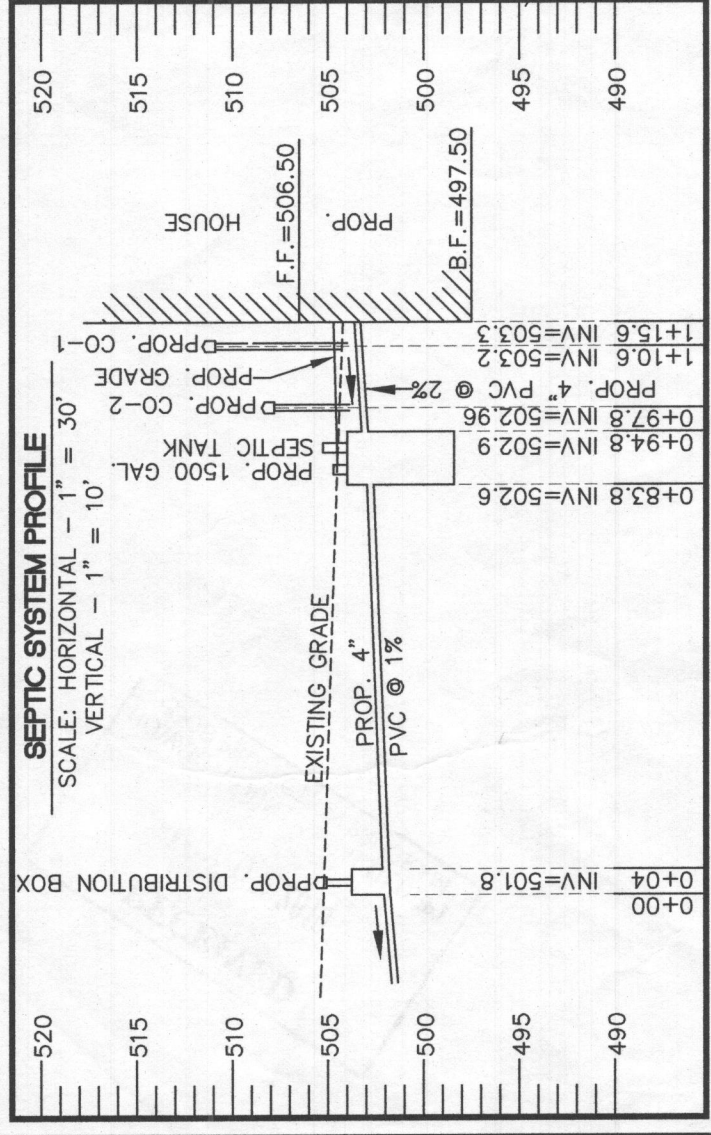 SEPTIC SYSTEM PROFILE
SCALE: HORIZONTAL - 1" = 30'
VERTICAL - 1" = 10'
520
515
510
505
500
495
490
520
515
510
505
500
495
490
PROP. DISTRIBUTION BOX
EXISTING GRADE
PROP. 4"
PVC @ 1%
PROP. 1500 GAL.
SEPTIC TANK
PROP. CO-2
PROP. GRADE
PROP. CO-1
PROP. 4" PVC @ 2%
PROP.
HOUSE
F.F.=506.50
B.F.=497.50
0+00
0+04 INV=501.8
0+83.8 INV=502.6
0+94.8 INV=502.9
0+97.8 INV=502.96
1+10.6 INV=503.2
1+15.6 INV=503.3